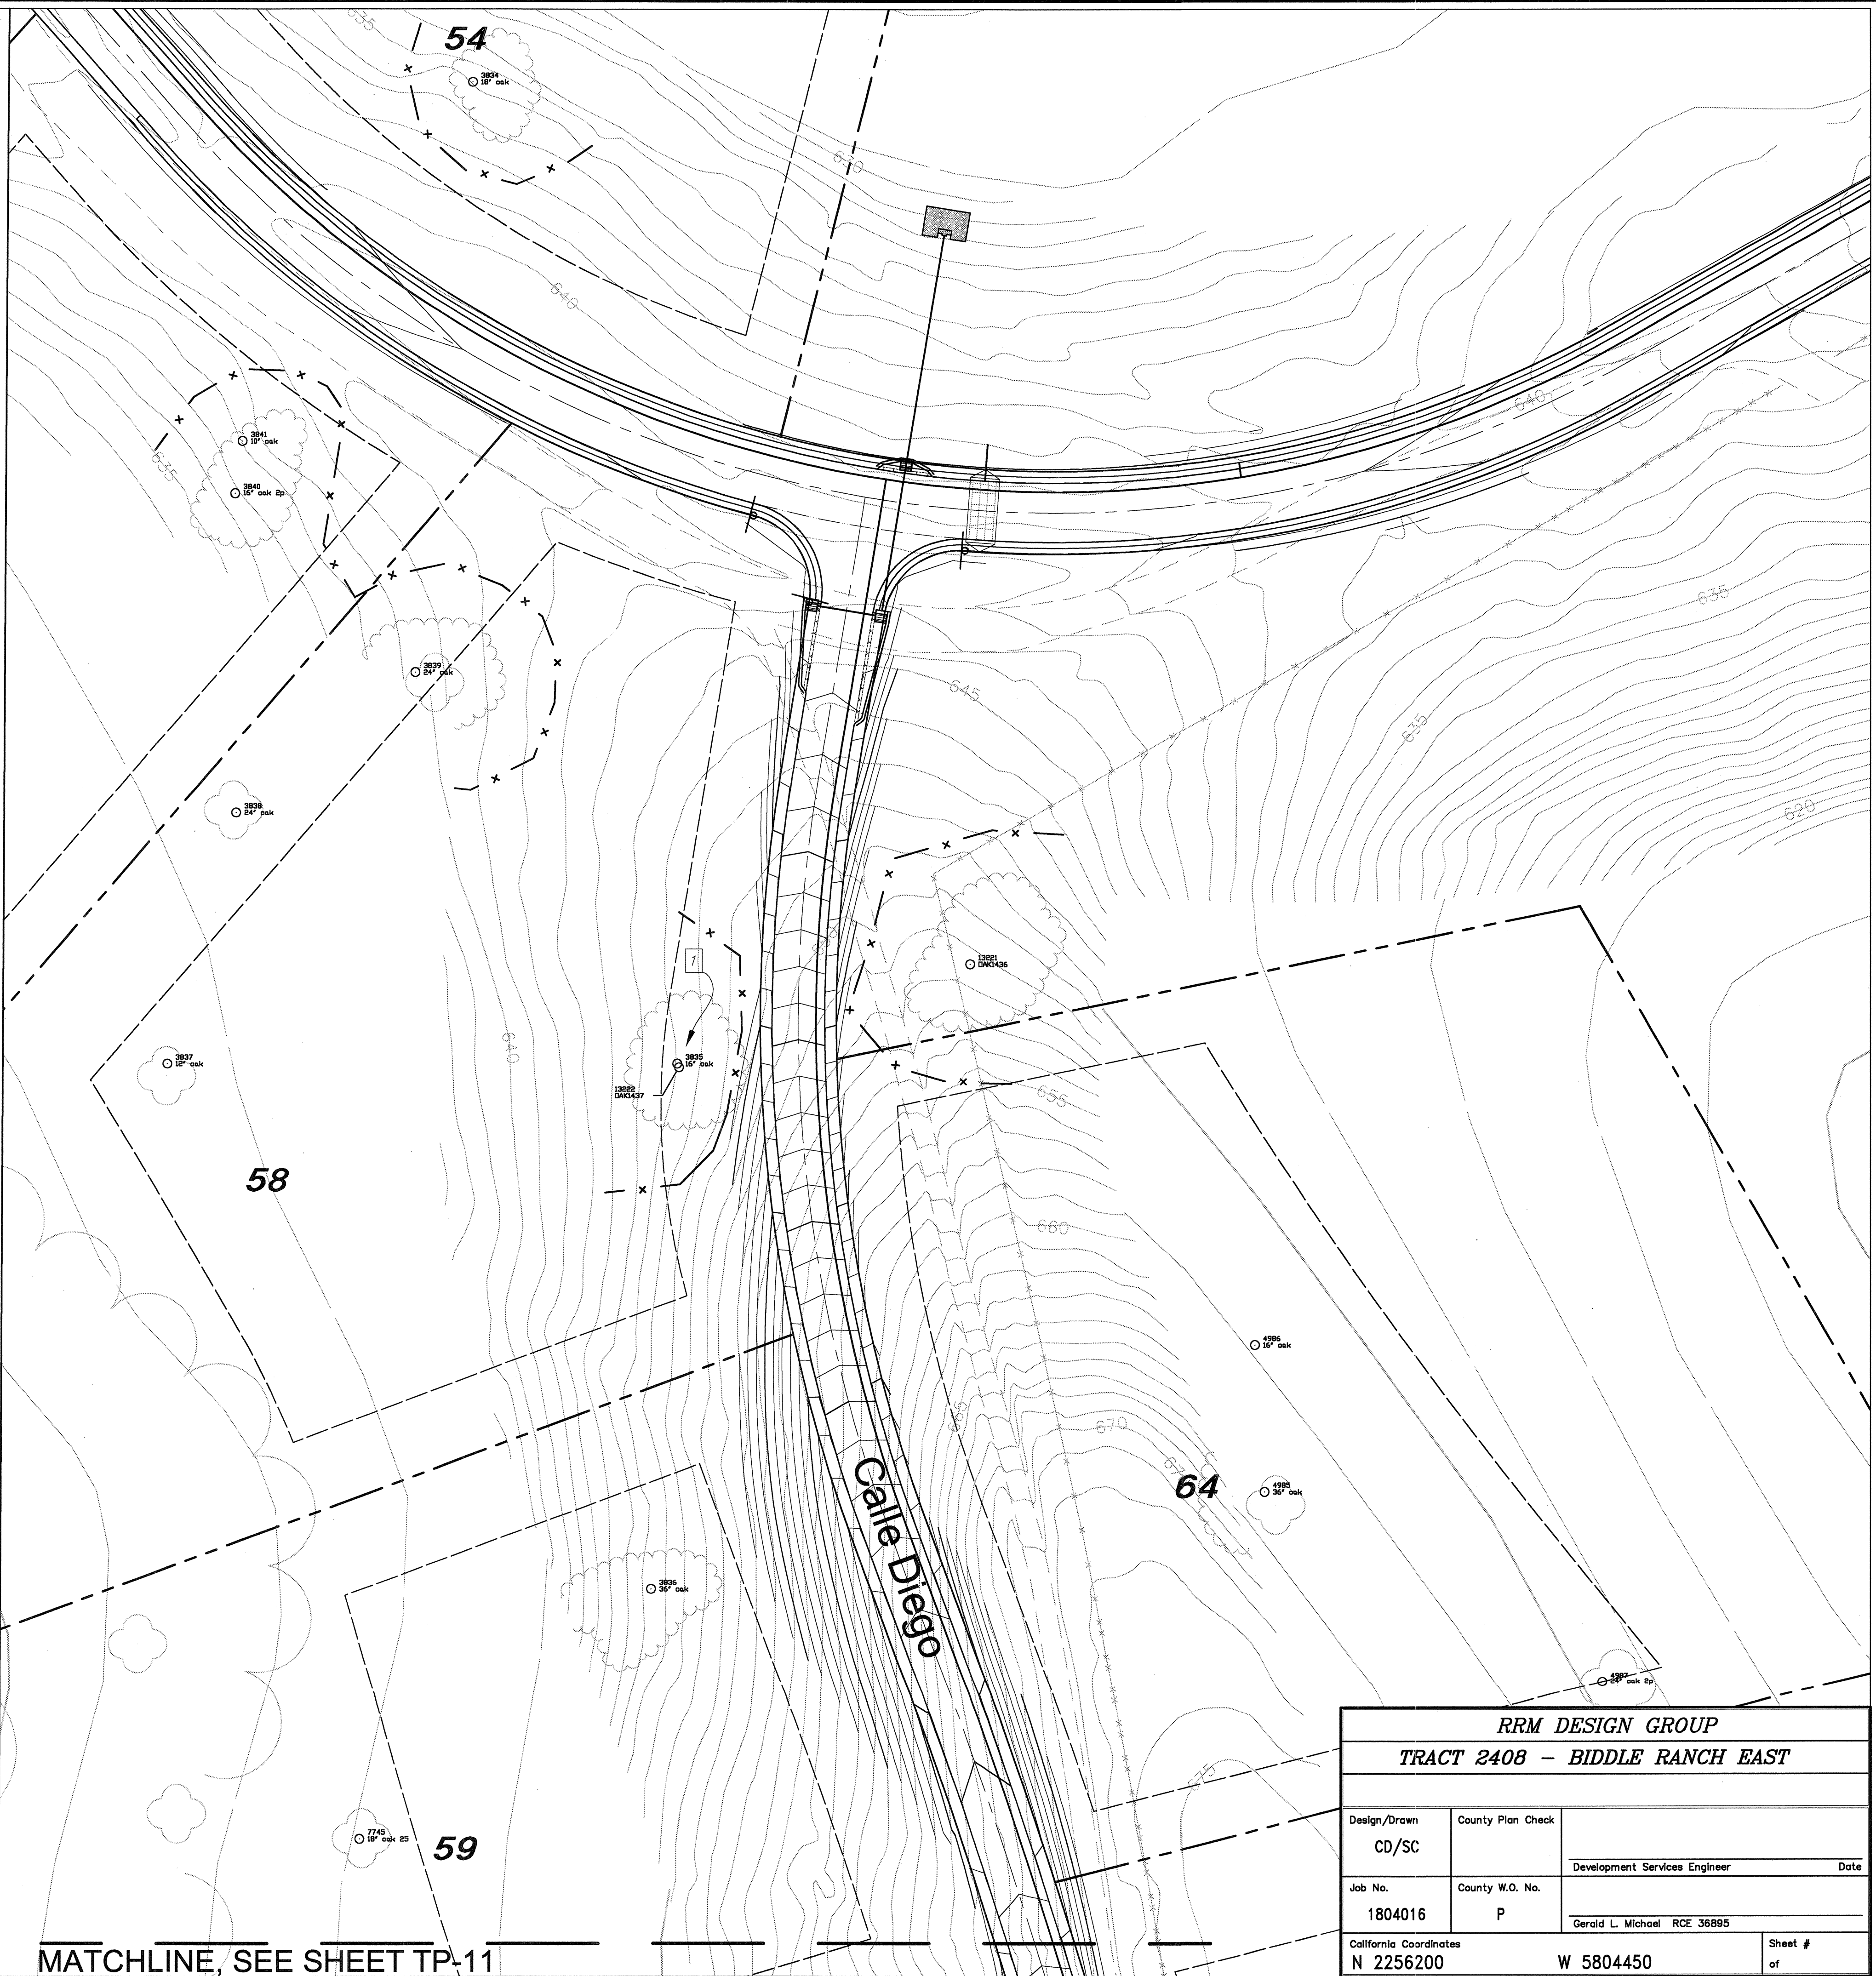 635
54
3834
18" oak
630
640
640
3841
10" oak
635
3840
16" oak 2p
635
3839
24" oak
645
635
3838
24" oak
620
1
13221
OAK1436
640
3837
12" oak
3835
16" oak
13222
OAK1437
655
58
660
4986
16" oak
665
670
Calle Diego
64
4985
36" oak
3836
36" oak
4987
24" oak 2p
675
7745
18" oak 25
59
RRM DESIGN GROUP
TRACT 2408 - BIDDLE RANCH EAST
Design/Drawn
CD/SC
County Plan Check
Development Services Engineer Date
Job No.
1804016
County W.O. No.
P
Gerald L. Michael RCE 36895
California Coordinates
N 2256200 W 5804450
Sheet #
of
MATCHLINE, SEE SHEET TP-11